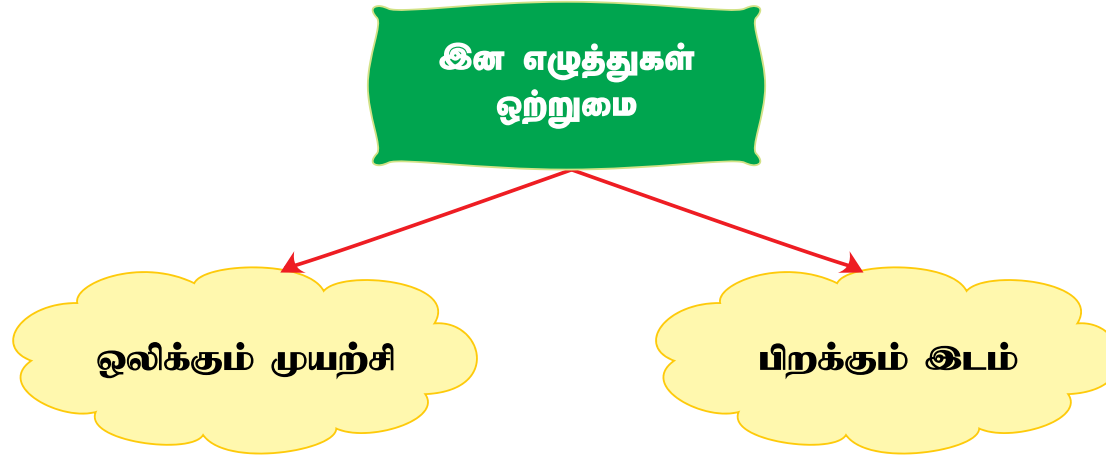 இன எழுத்துகள்
ஒற்றுமை
ஒலிக்கும் முயற்சி
பிறக்கும் இடம்